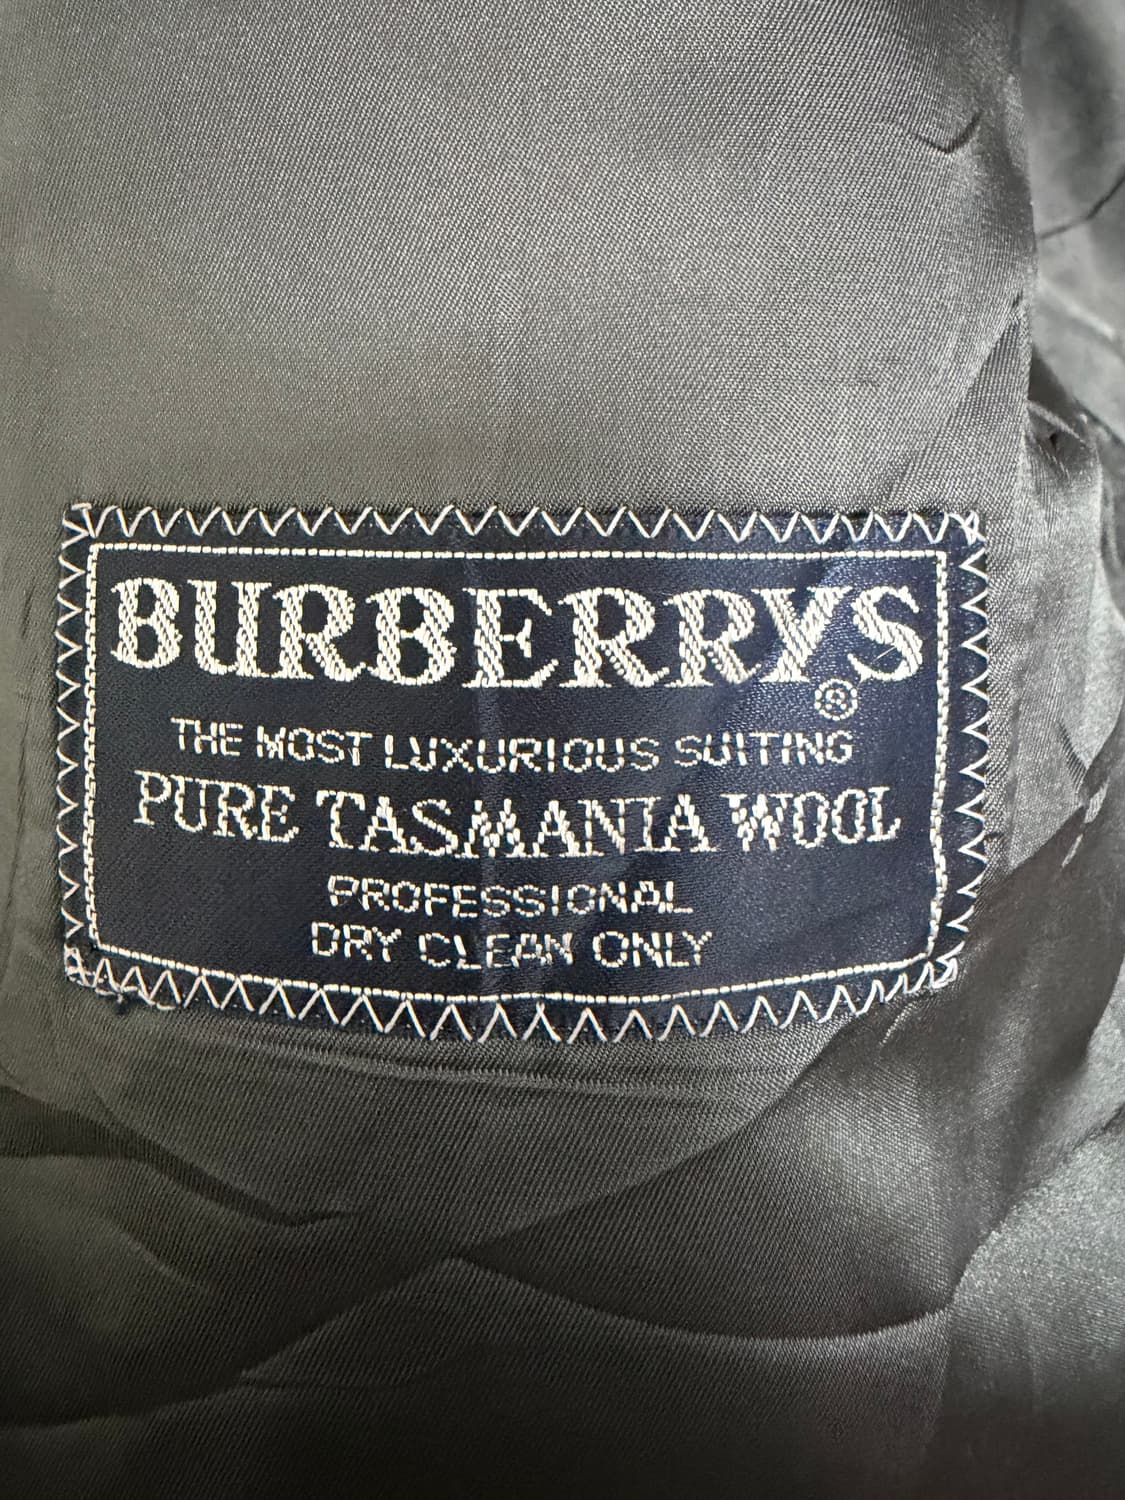 BURBERRYS
®
THE MOST LUXURIOUS SUITING
PURE TASMANIA WOOL
PROFESSIONAL
DRY CLEAN ONLY